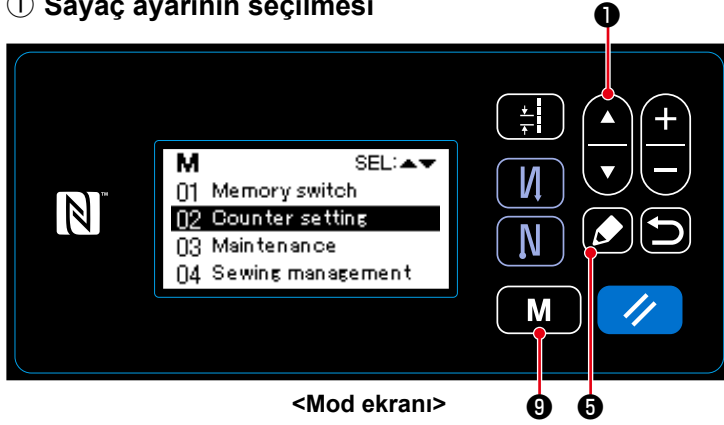 ① Sayaç ayarının seçilmesi
❶
M SEL:▲▼
01 Memory switch
02 Counter setting
03 Maintenance
04 Sewing management
N™
+
−
N
N
M
<Mod ekranı>
❾ ❺